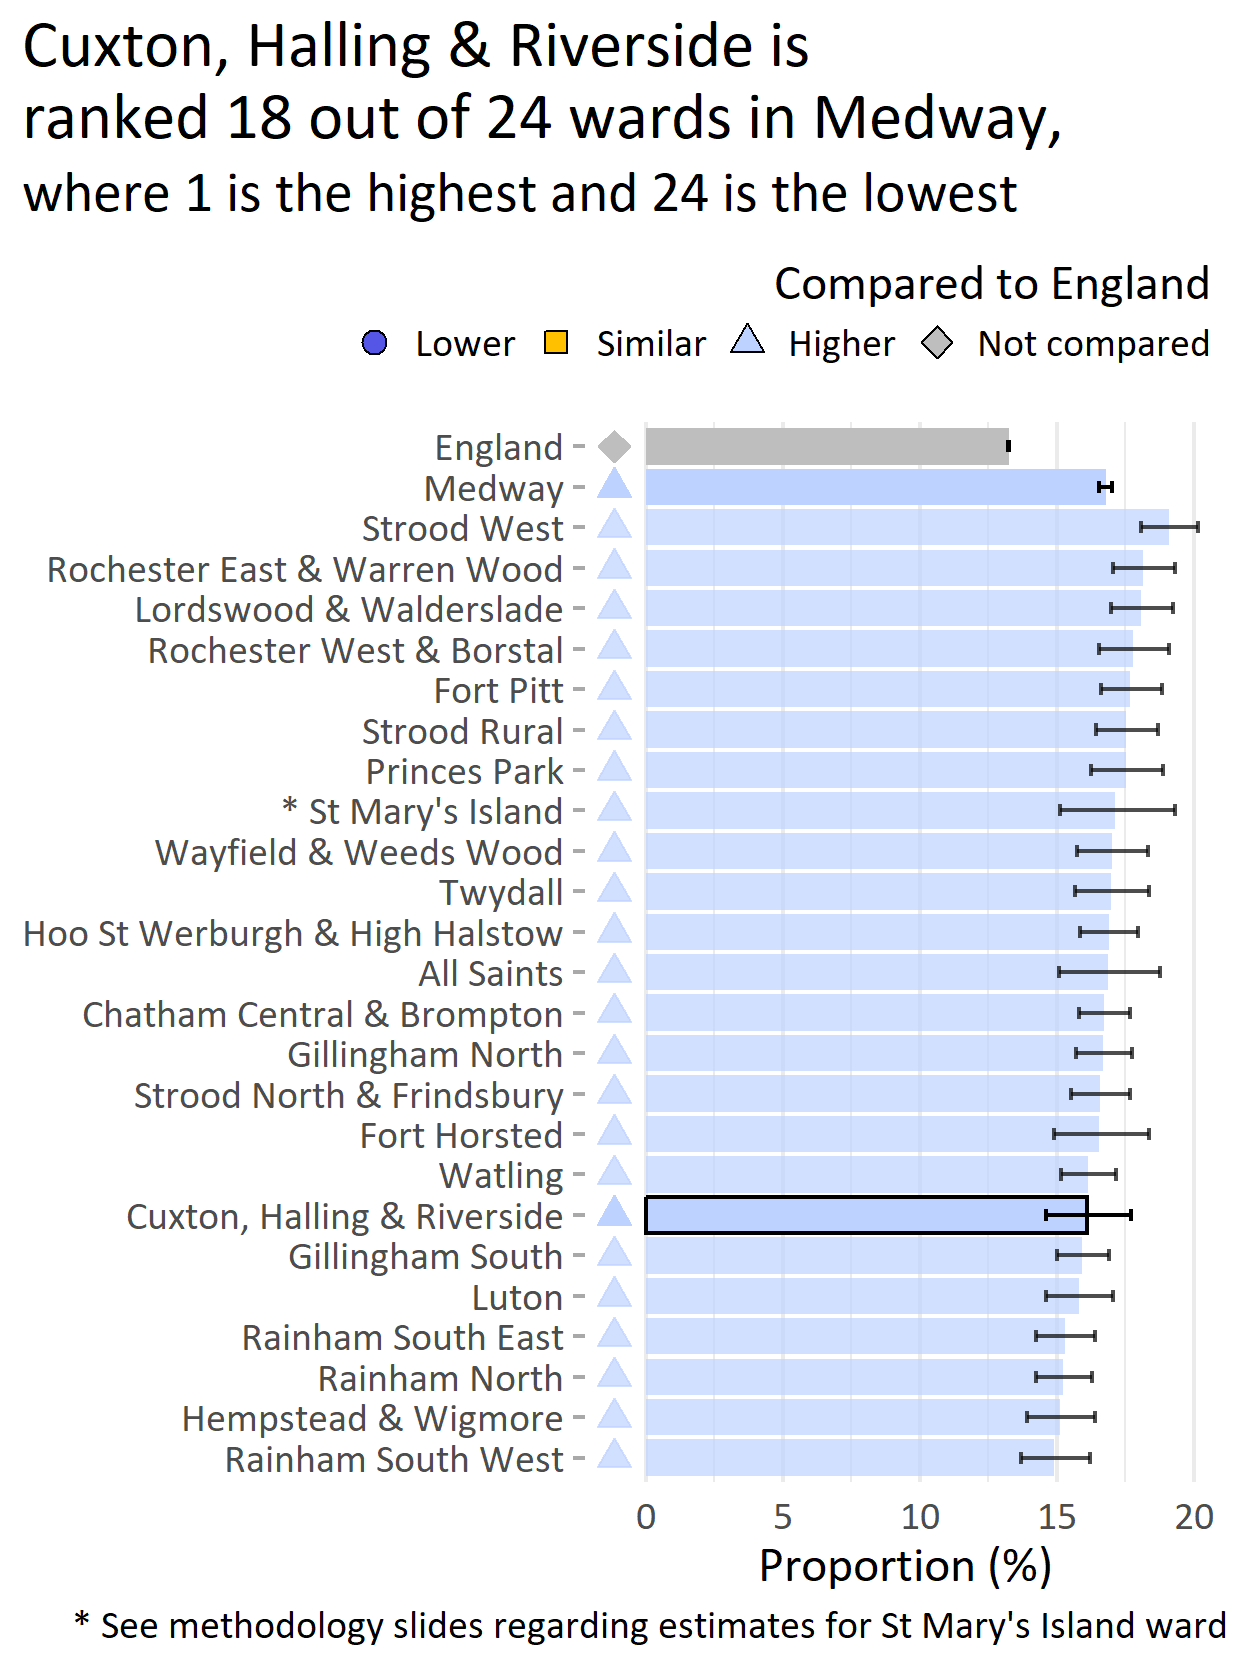 Cuxton, Halling & Riverside is
ranked 18 out of 24 wards in Medway,
where 1 is the highest and 24 is the lowest
Compared to England
Lower Similar Higher Not compared
England
Medway
Strood West
Rochester East & Warren Wood
Lordswood & Walderslade
Rochester West & Borstal
Fort Pitt
Strood Rural
Princes Park
* St Mary's Island
Wayfield & Weeds Wood
Twydall
Hoo St Werburgh & High Halstow
All Saints
Chatham Central & Brompton
Gillingham North
Strood North & Frindsbury
Fort Horsted
Watling
Cuxton, Halling & Riverside
Gillingham South
Luton
Rainham South East
Rainham North
Hempstead & Wigmore
Rainham South West
0 5 10 15 20
Proportion (%)
* See methodology slides regarding estimates for St Mary's Island ward